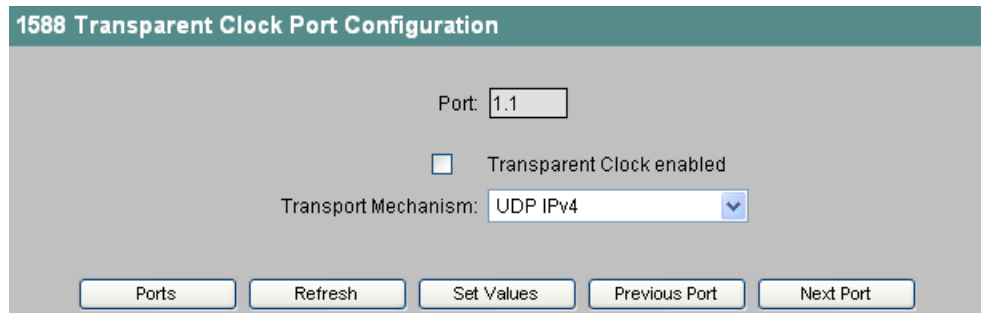 1588 Transparent Clock Port Configuration
Port: 1.1
Transparent Clock enabled
Transport Mechanism: UDP IPv4
Ports Refresh Set Values Previous Port Next Port